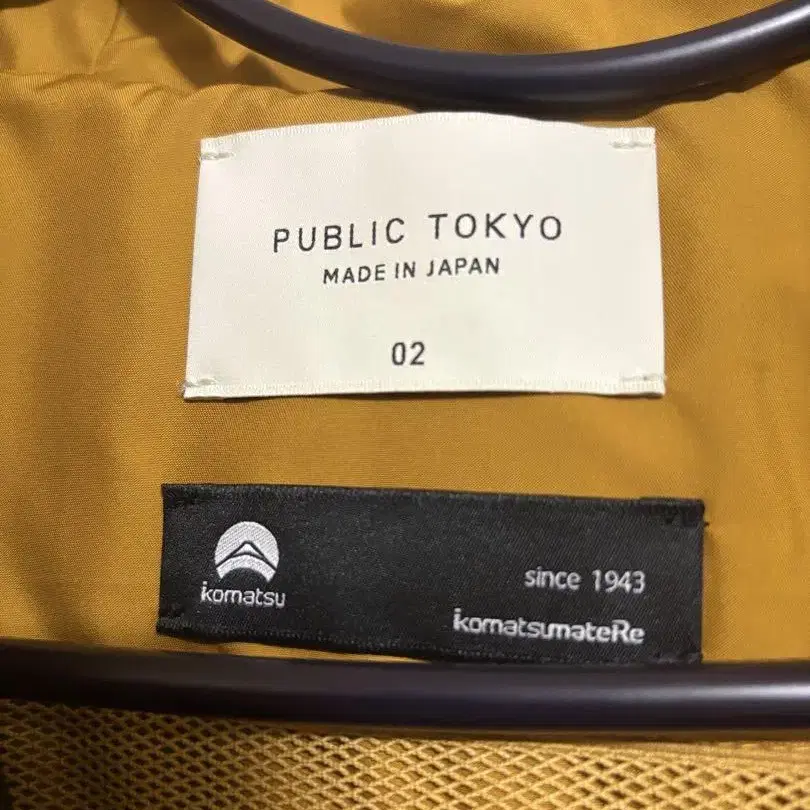 PUBLIC TOKYO
MADE IN JAPAN
02
komatsu
since 1943
komatsumateRe